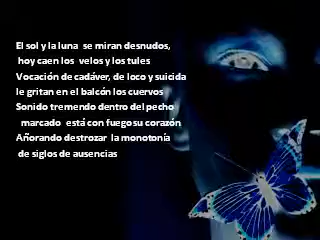 El sol y la luna se miran desnudos,
hoy caen los velos y los tules
Vocación de cadáver, de loco y suicida
le gritan en el balcón los cuervos
Sonido tremendo dentro del pecho
marcado está con fuego su corazón
Añorando destrozar la monotonía
de siglos de ausencias